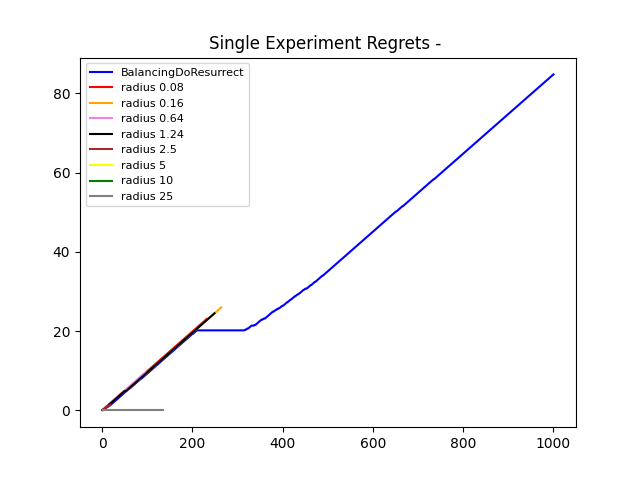 Single Experiment Regrets -
BalancingDoResurrect
radius 0.08
radius 0.16
radius 0.64
radius 1.24
radius 2.5
radius 5
radius 10
radius 25
80
60
40
20
0
0 200 400 600 800 1000